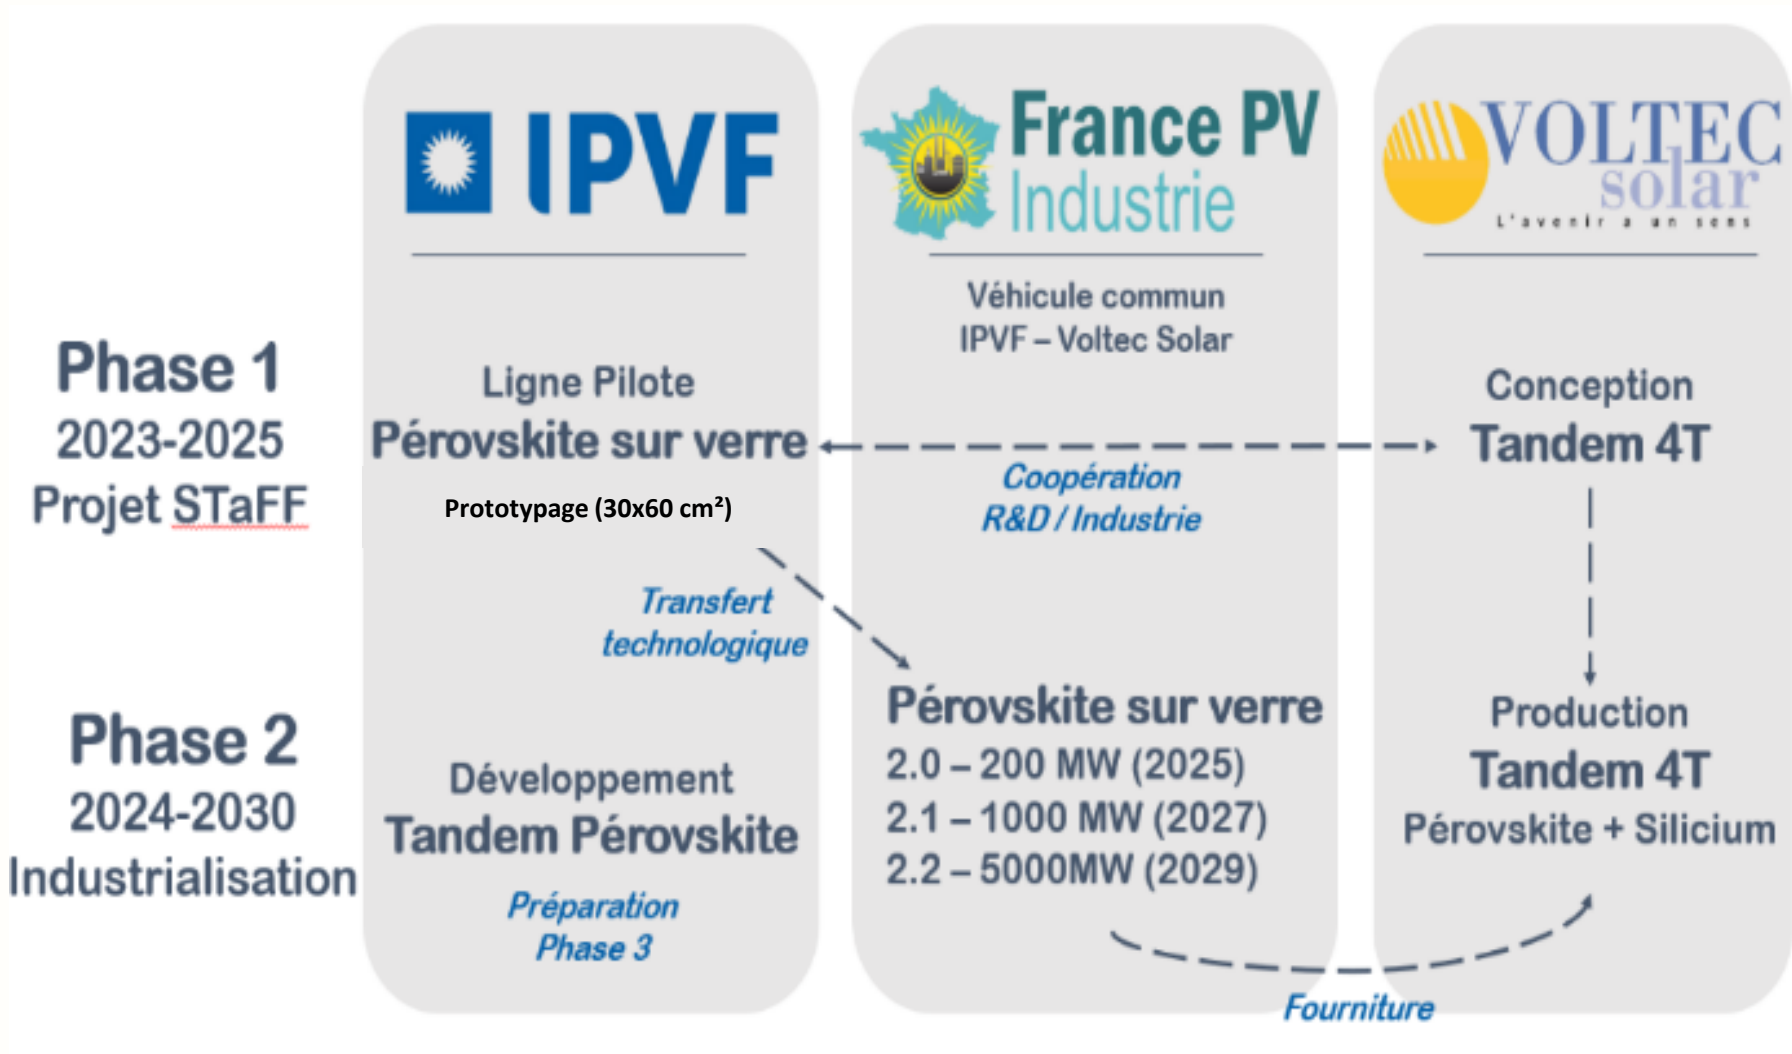 IPVF
France PV
Industrie
VOLTEC
solar
L'avenir a un sens
Véhicule commun
IPVF – Voltec Solar
Phase 1
2023-2025
Projet STaFF
Ligne Pilote
Pérovskite sur verre
Prototypage (30x60 cm²)
Coopération
R&D / Industrie
Conception
Tandem 4T
Transfert
technologique
Phase 2
2024-2030
Industrialisation
Développement
Tandem Pérovskite
Préparation
Phase 3
Pérovskite sur verre
2.0 – 200 MW (2025)
2.1 – 1000 MW (2027)
2.2 – 5000MW (2029)
Production
Tandem 4T
Pérovskite + Silicium
Fourniture